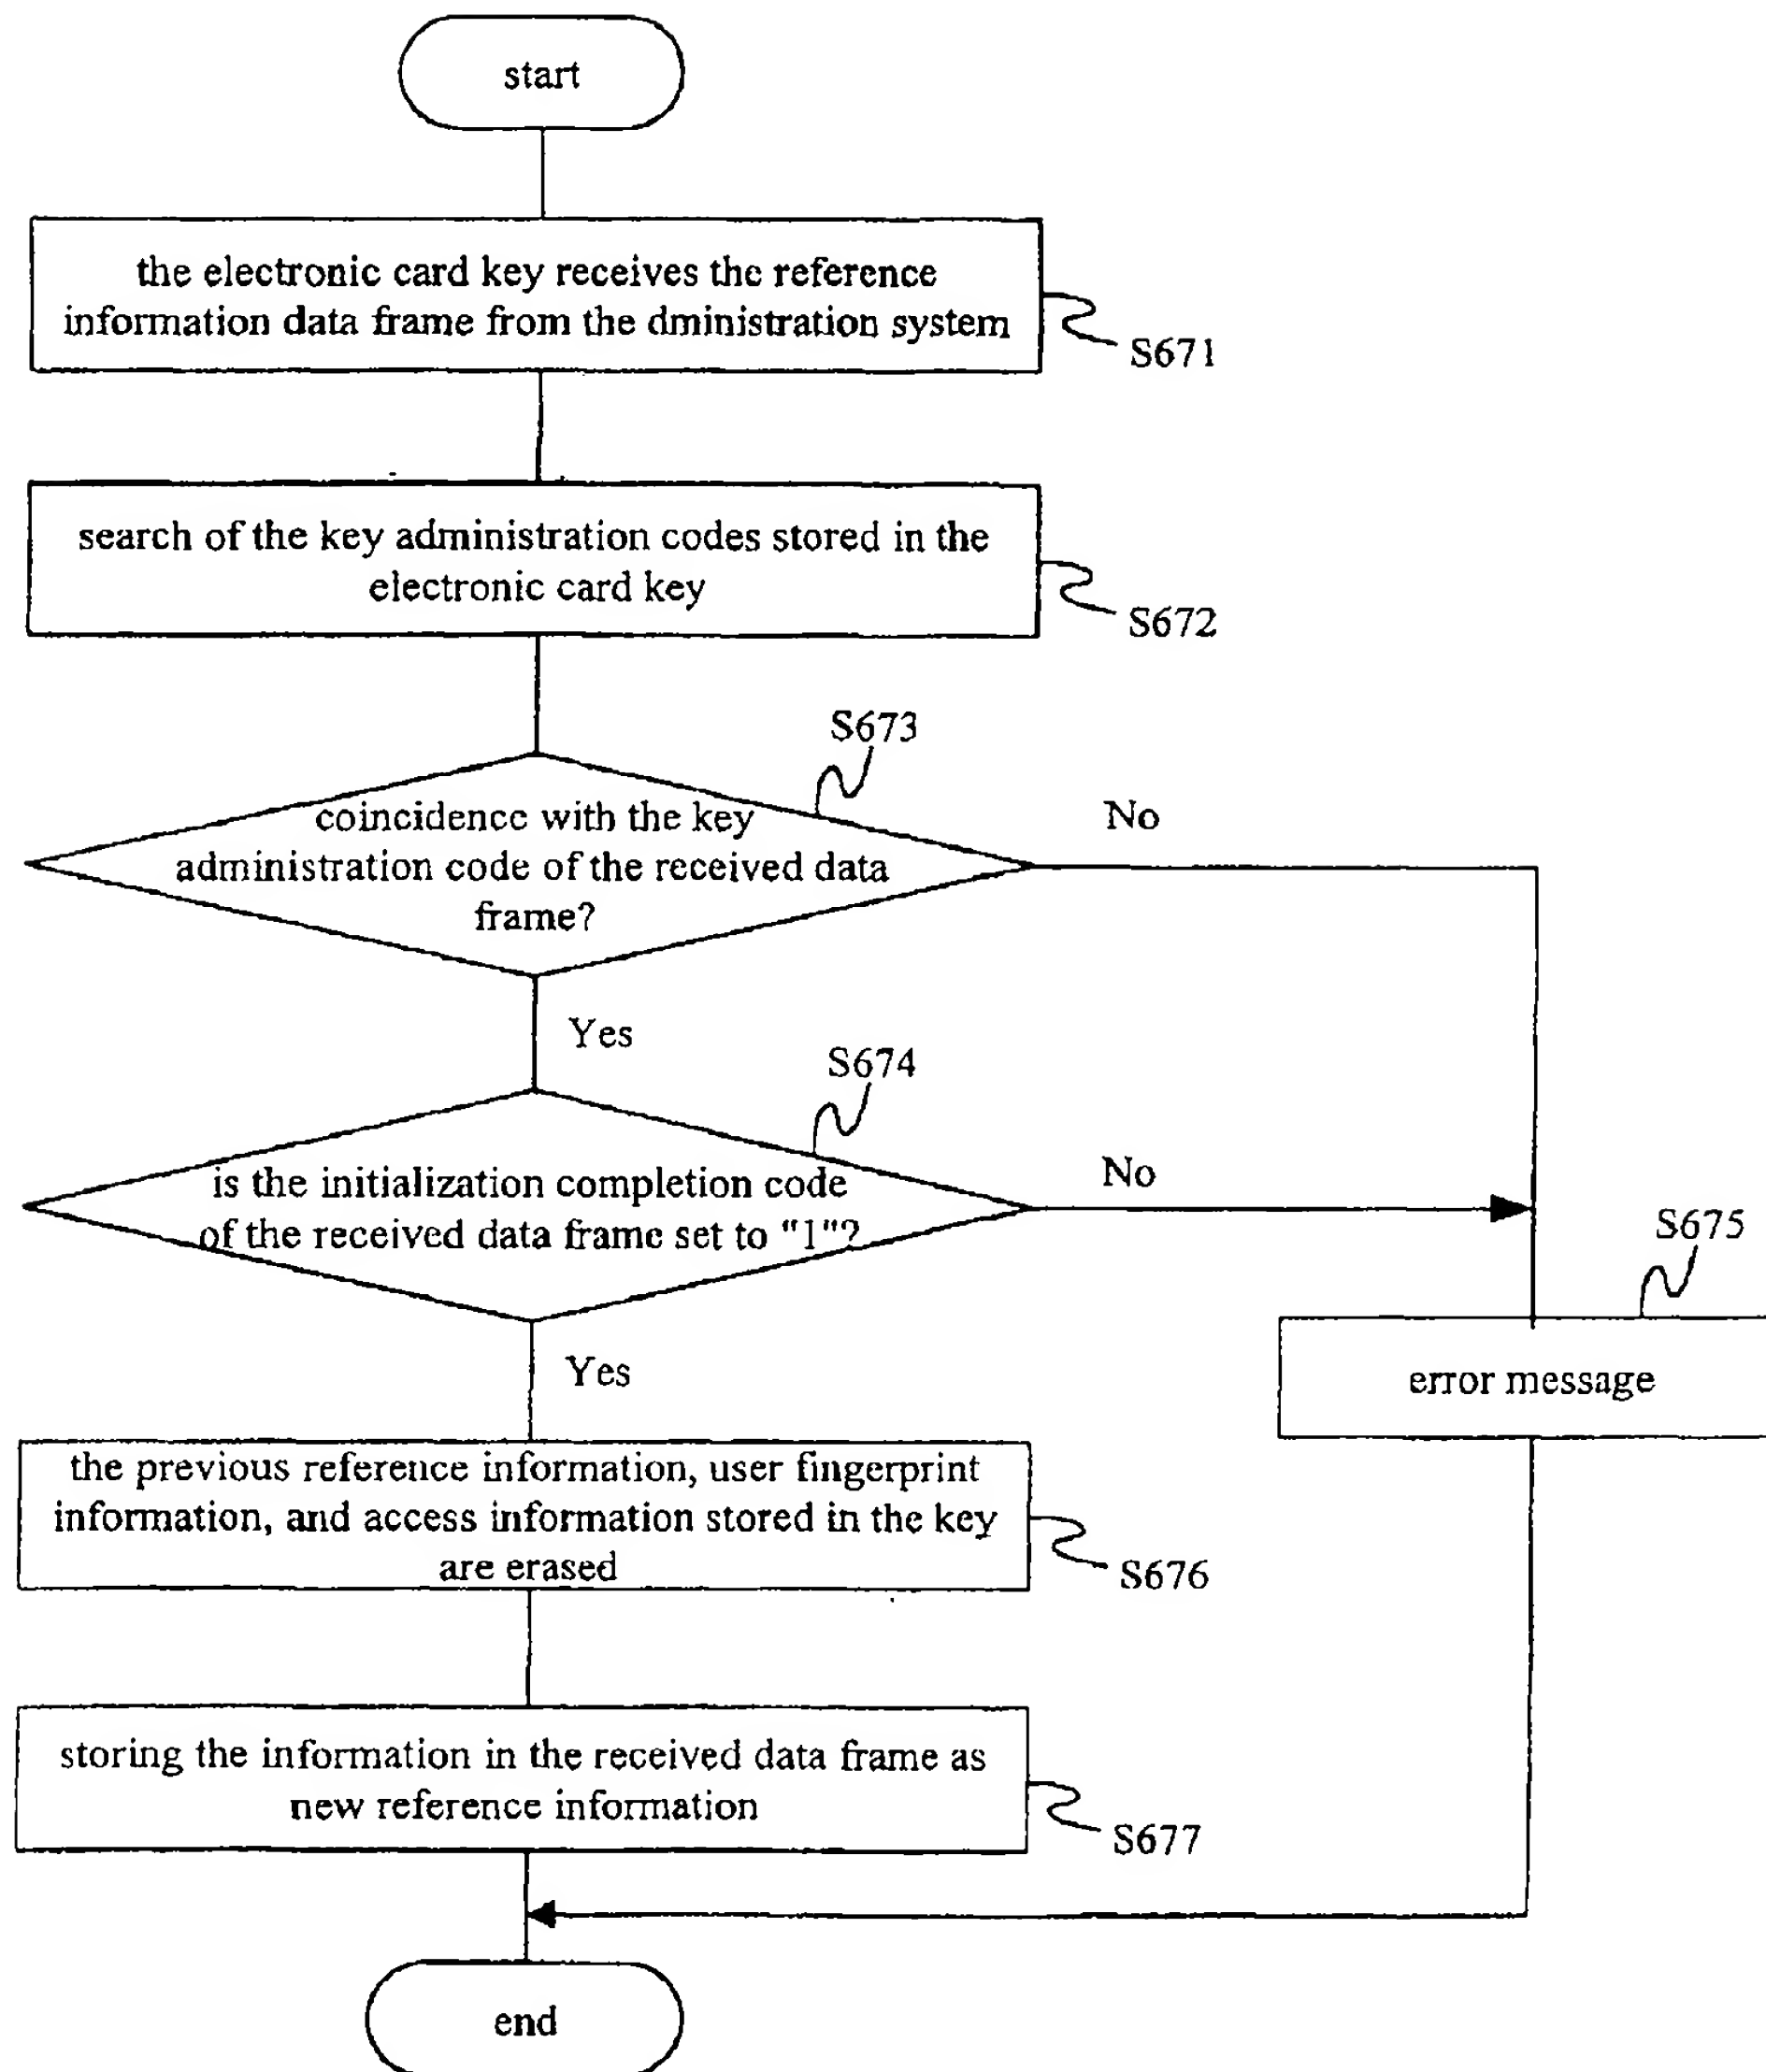 start
the electronic card key receives the reference
information data frame from the dministration system
S671
search of the key administration codes stored in the
electronic card key
S672
S673
coincidence with the key
administration code of the received data
frame?
No
Yes
S674
is the initialization completion code
of the received data frame set to "1"?
No
S675
error message
Yes
the previous reference information, user fingerprint
information, and access information stored in the key
are erased
S676
storing the information in the received data frame as
new reference information
S677
end